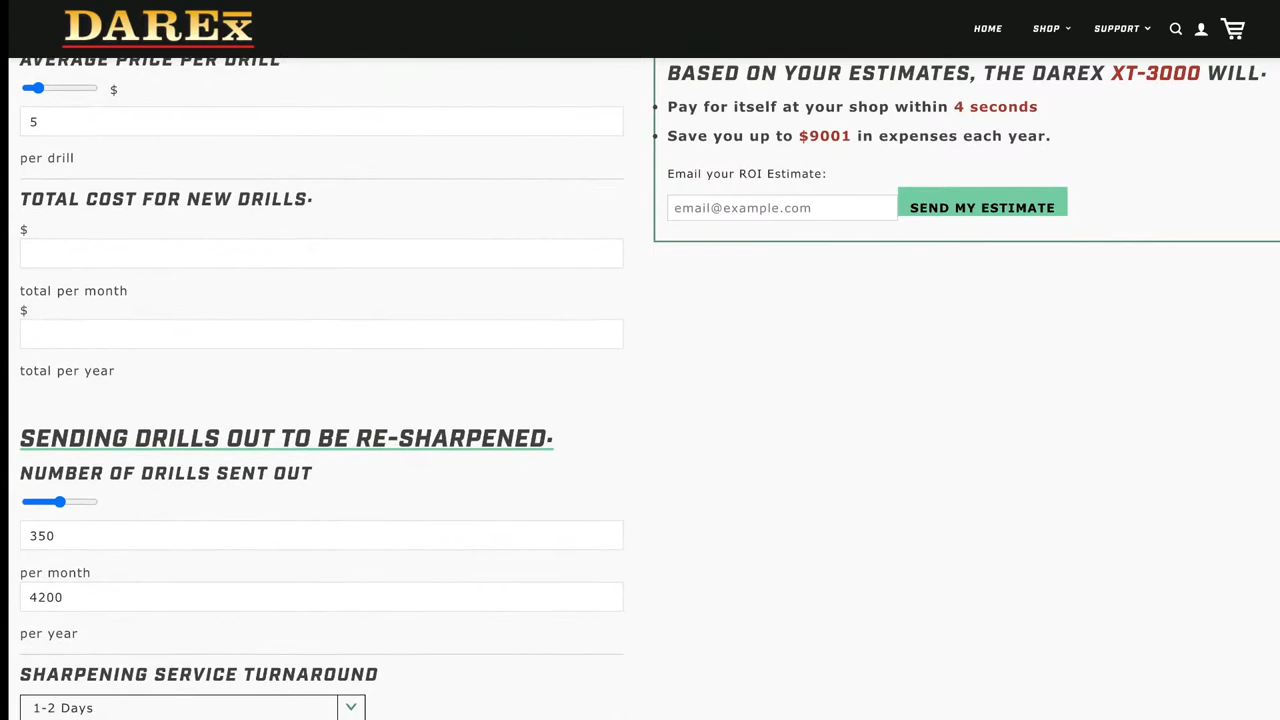 DAREX
HOME
SHOP
SUPPORT
AVERAGE PRICE PER DRILL
$
5
per drill
TOTAL COST FOR NEW DRILLS.
$
total per month
$
total per year
SENDING DRILLS OUT TO BE RE-SHARPENED.
NUMBER OF DRILLS SENT OUT
350
per month
4200
per year
SHARPENING SERVICE TURNAROUND
1-2 Days
BASED ON YOUR ESTIMATES, THE DAREX XT-3000 WILL.
Pay for itself at your shop within 4 seconds
Save you up to $9001 in expenses each year.
Email your ROI Estimate:
email@example.com
SEND MY ESTIMATE